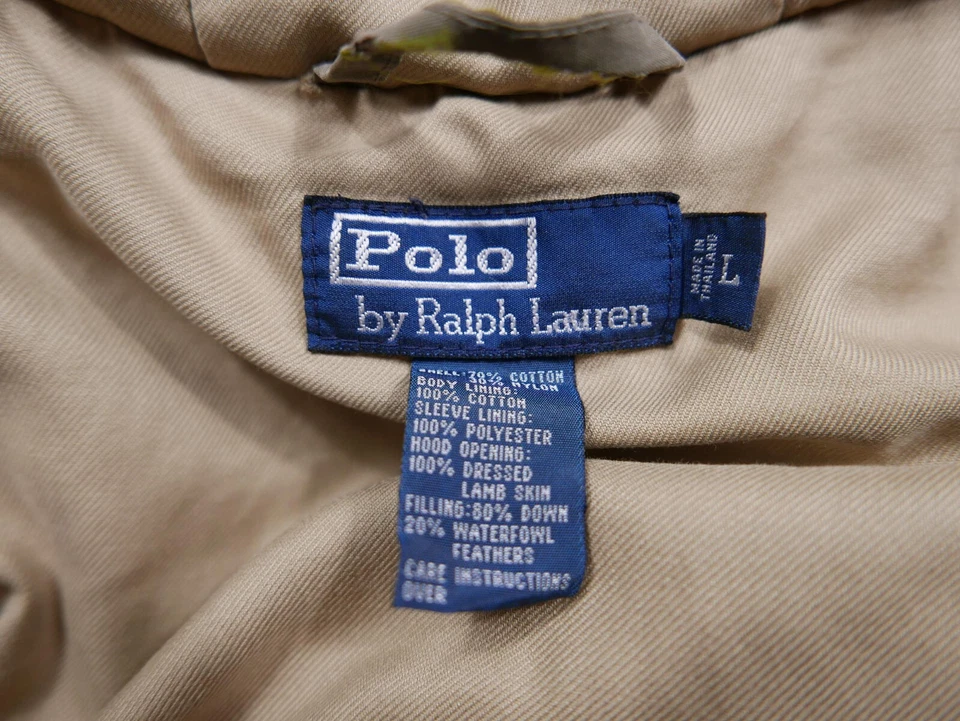 Polo
by Ralph Lauren
MADE IN
THAILAND
L
COTTON
BODY LINING: NYLON
100% COTTON
SLEEVE LINING:
100% POLYESTER
HOOD OPENING:
100% DRESSED
LAMB SKIN
FILLING:80% DOWN
20% WATERFOWL
FEATHERS
CARE INSTRUCTIONS
OVER